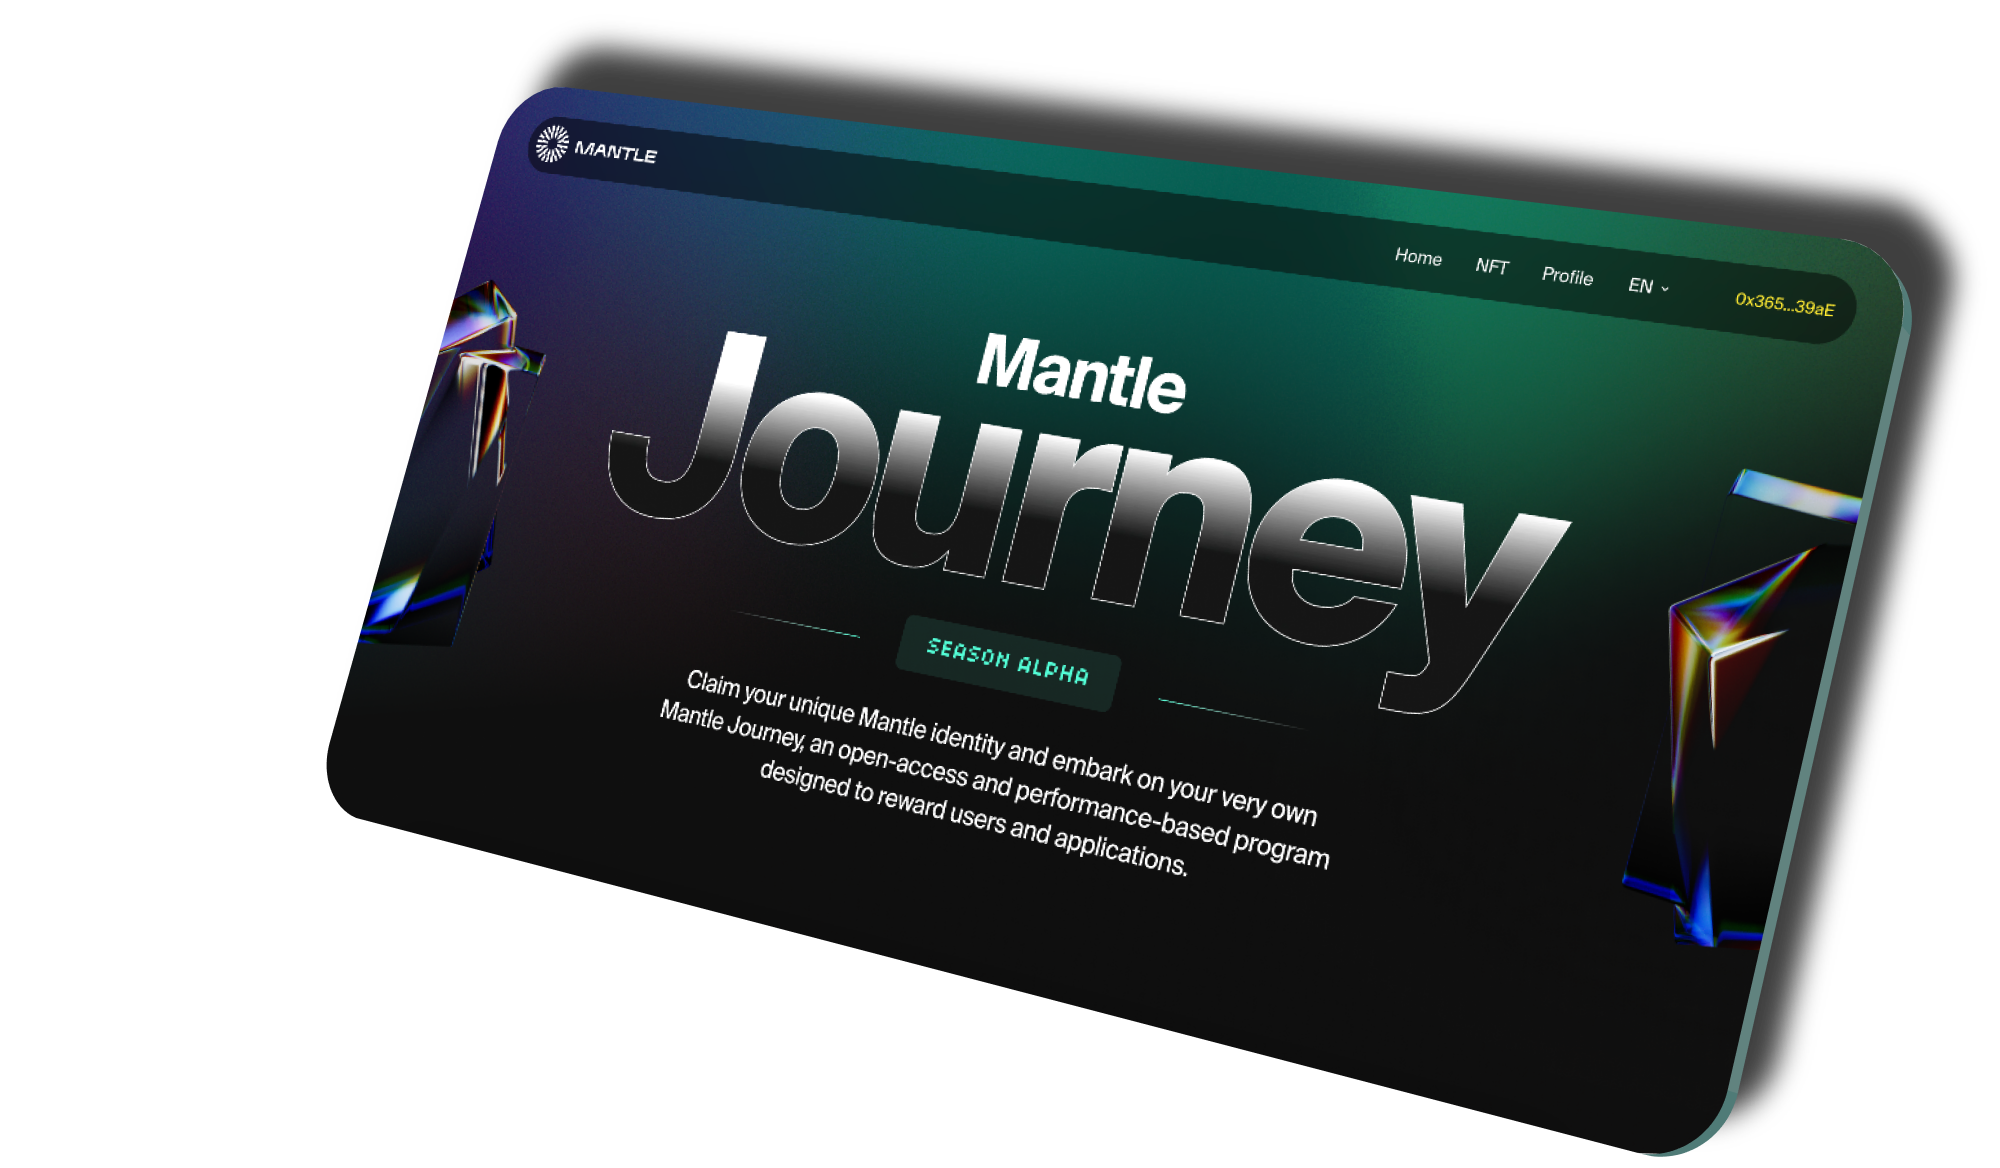 MANTLE
Home NFT Profile EN 0x365...39aE
Mantle
Journey
SEASON ALPHA
Claim your unique Mantle identity and embark on your very own
Mantle Journey, an open-access and performance-based program
designed to reward users and applications.